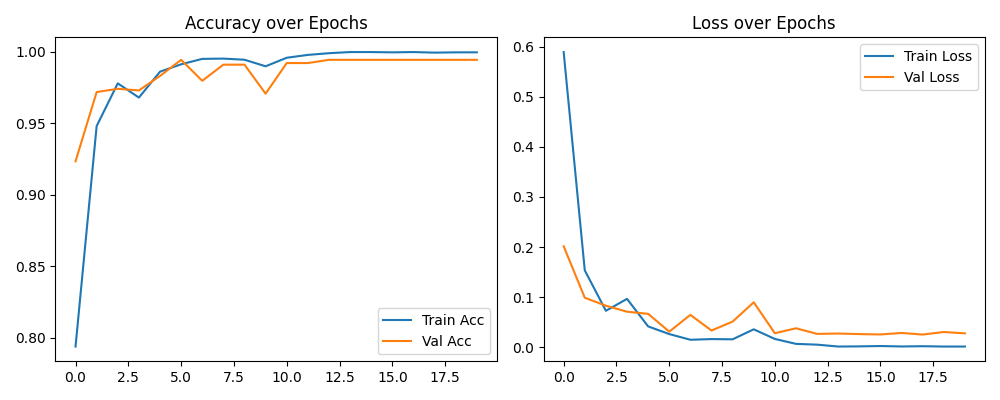 Accuracy over Epochs
1.00
0.95
0.90
0.85
0.80
0.0 2.5 5.0 7.5 10.0 12.5 15.0 17.5
Train Acc
Val Acc
Loss over Epochs
0.6
0.5
0.4
0.3
0.2
0.1
0.0
0.0 2.5 5.0 7.5 10.0 12.5 15.0 17.5
Train Loss
Val Loss